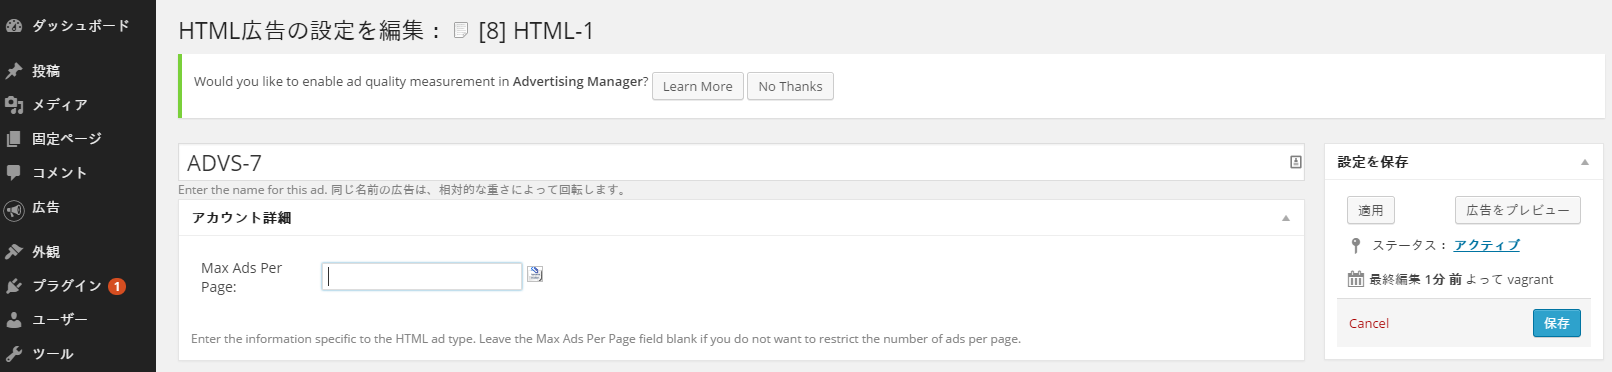 ダッシュボード
投稿
メディア
固定ページ
コメント
広告
外観
プラグイン 1
ユーザー
ツール
HTML広告の設定を編集： [8] HTML-1
Would you like to enable ad quality measurement in Advertising Manager? Learn More No Thanks
ADVS-7
Enter the name for this ad. 同じ名前の広告は、相対的な重さによって回転します。
アカウント詳細
Max Ads Per
Page:
Enter the information specific to the HTML ad type. Leave the Max Ads Per Page field blank if you do not want to restrict the number of ads per page.
設定を保存
適用 広告をプレビュー
ステータス： アクティブ
最終編集 1分 前 よって vagrant
Cancel 保存